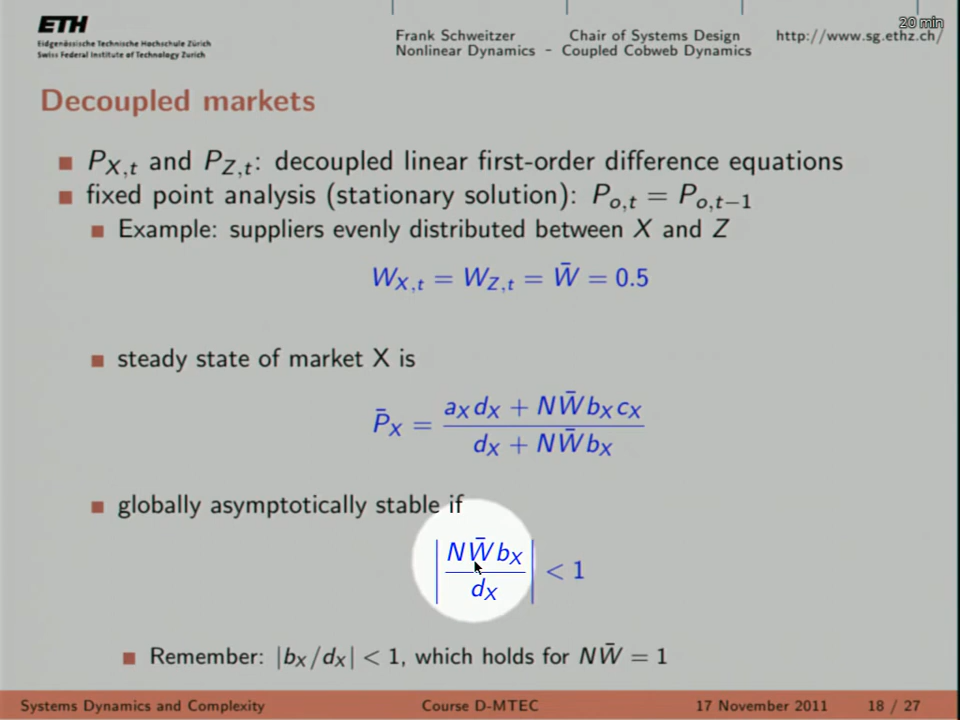 ETH
Eidgenössische Technische Hochschule Zürich
Swiss Federal Institute of Technology Zurich
Frank Schweitzer Chair of Systems Design http://www.sg.ethz.ch/
Nonlinear Dynamics - Coupled Cobweb Dynamics
20 min
Decoupled markets
P_{X,t} and P_{Z,t}: decoupled linear first-order difference equations
fixed point analysis (stationary solution): P_{o,t} = P_{o,t−1}
Example: suppliers evenly distributed between X and Z
W_{X,t} = W_{Z,t} = W̄ = 0.5
steady state of market X is
P̄_X = (a_X d_X + N W̄ b_X c_X) / (d_X + N W̄ b_X)
globally asymptotically stable if
|N W̄ b_X / d_X| < 1
Remember: |b_X/d_X| < 1, which holds for N W̄ = 1
Systems Dynamics and Complexity Course D-MTEC 17 November 2011 18 / 27